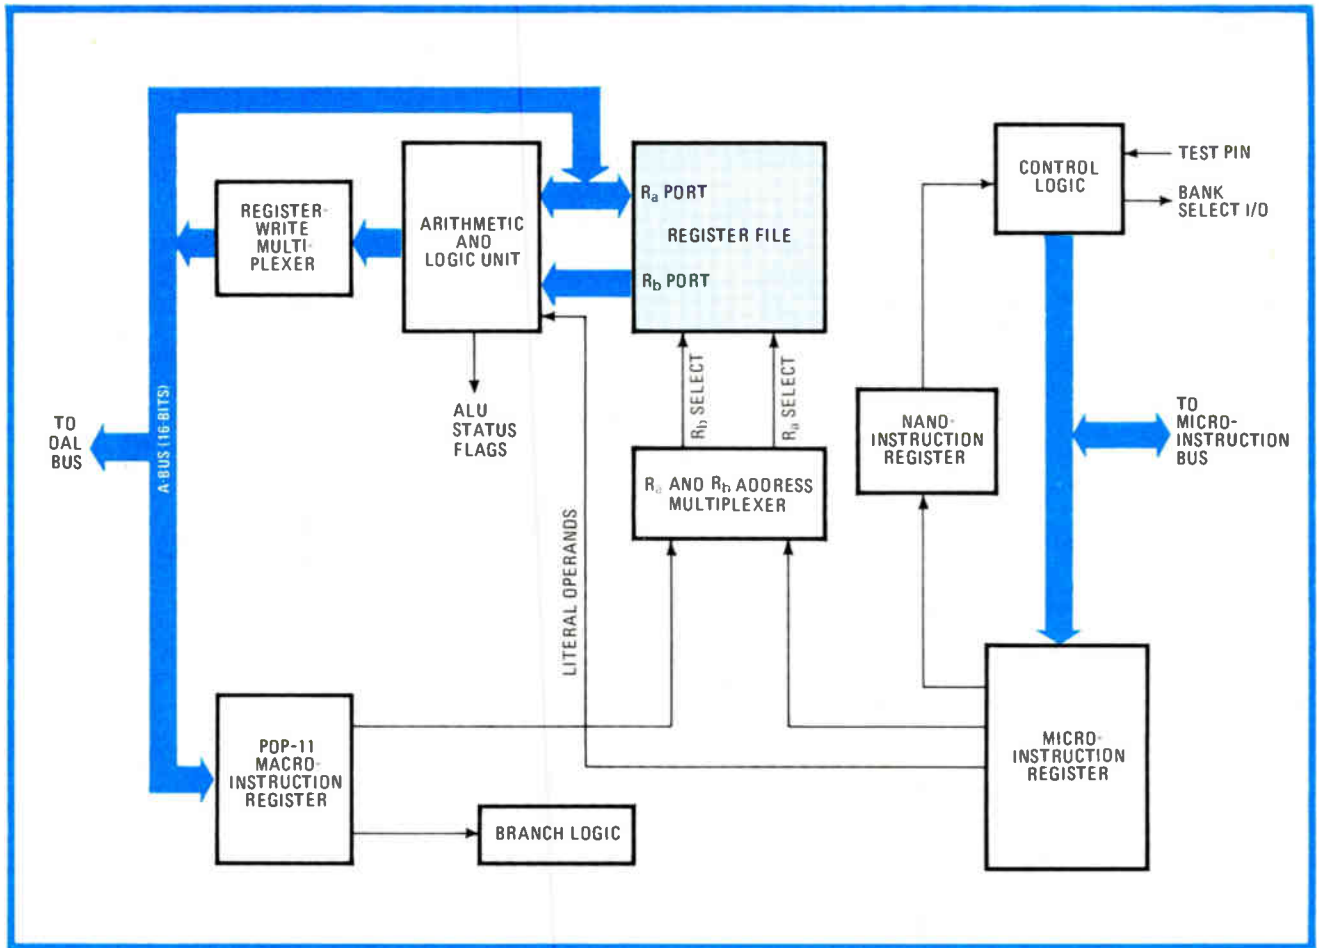 REGISTER-
WRITE
MULTI-
PLEXER
ARITHMETIC
AND
LOGIC UNIT
Ra PORT
REGISTER FILE
Rb PORT
CONTROL
LOGIC
TEST PIN
BANK
SELECT I/O
TO
DAL
BUS
A-BUS (16-BITS)
ALU
STATUS
FLAGS
Rb SELECT
Ra SELECT
NANO-
INSTRUCTION
REGISTER
TO
MICRO-
INSTRUCTION
BUS
Ra AND Rb ADDRESS
MULTIPLEXER
LITERAL OPERANDS
PDP-11
MACRO-
INSTRUCTION
REGISTER
BRANCH LOGIC
MICRO-
INSTRUCTION
REGISTER